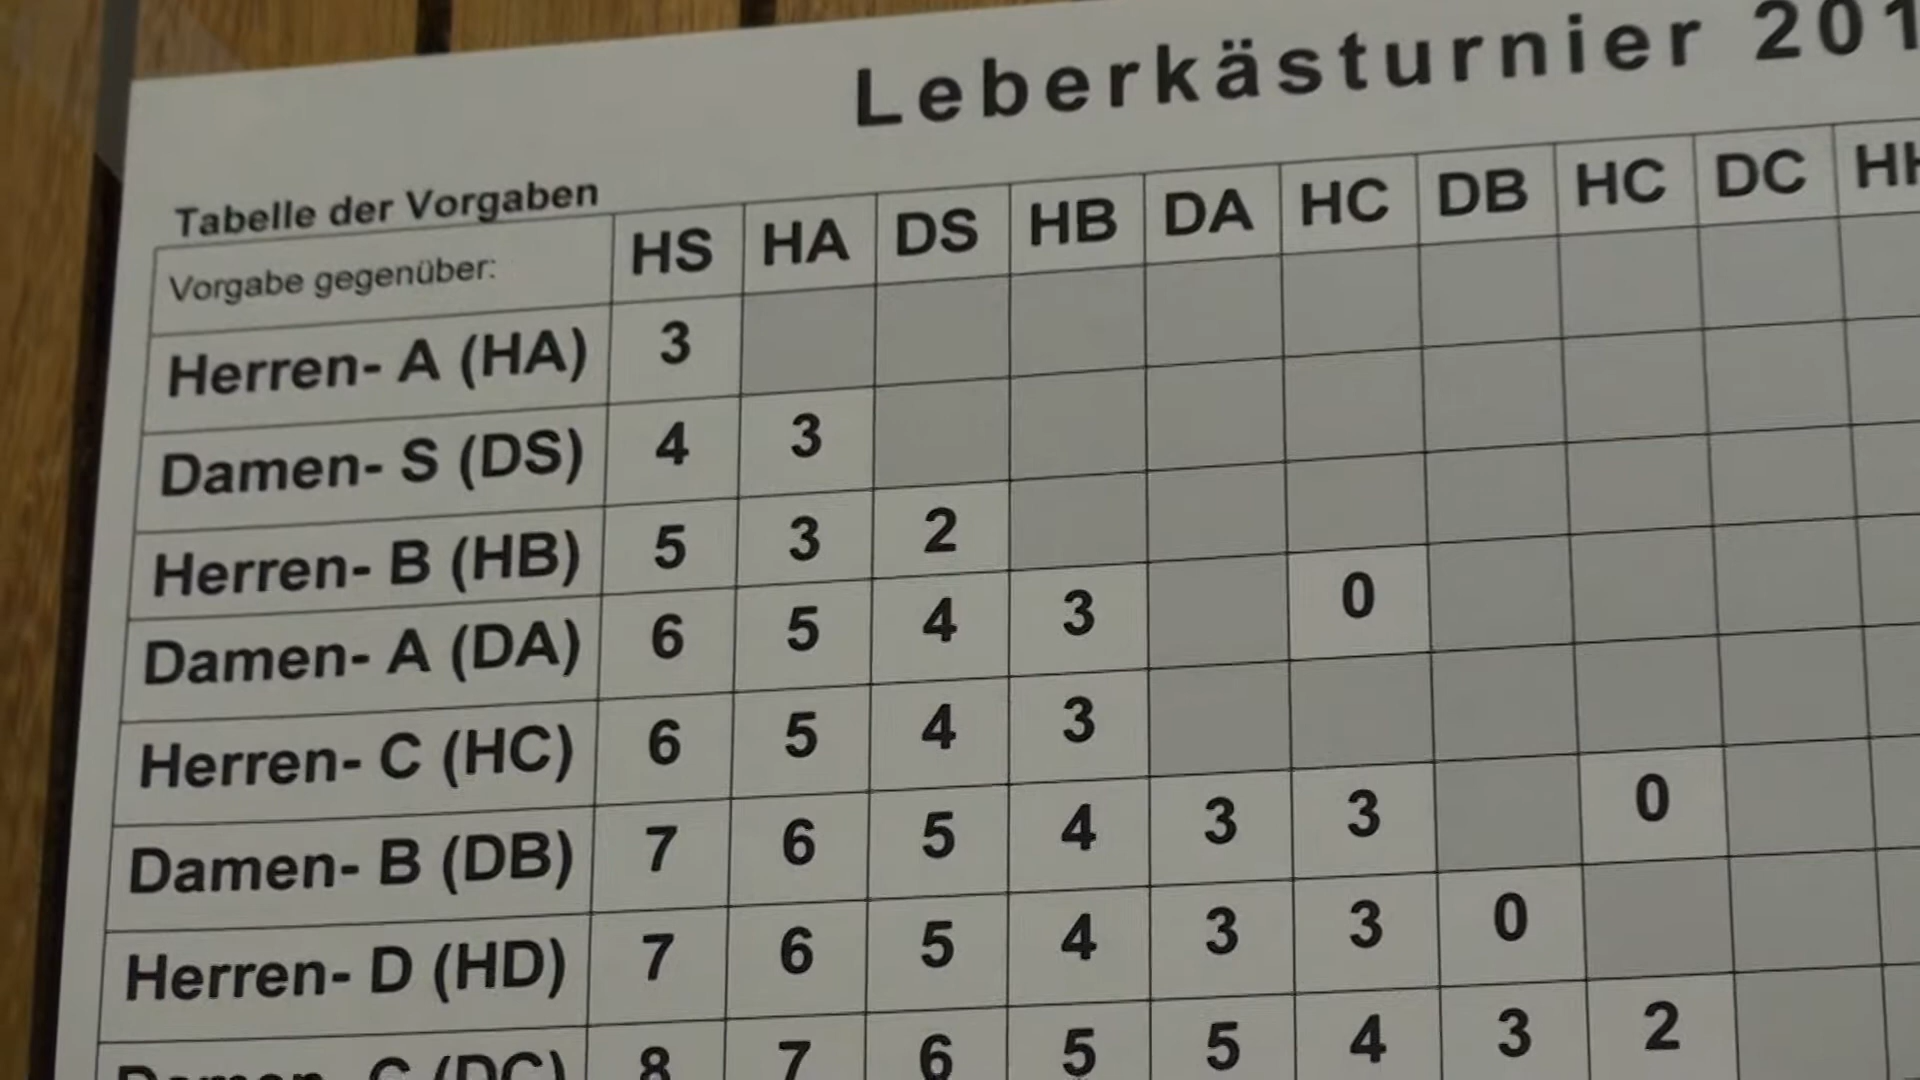 Leberkästurnier 201
Tabelle der Vorgaben
Vorgabe gegenüber: HS HA DS HB DA HC DB HC DC HH
Herren- A (HA) 3
Damen- S (DS) 4 3
Herren- B (HB) 5 3 2
Damen- A (DA) 6 5 4 3 0
Herren- C (HC) 6 5 4 3
Damen- B (DB) 7 6 5 4 3 3 0
Herren- D (HD) 7 6 5 4 3 3 0
Damen- C (DC) 8 7 6 5 5 4 3 2